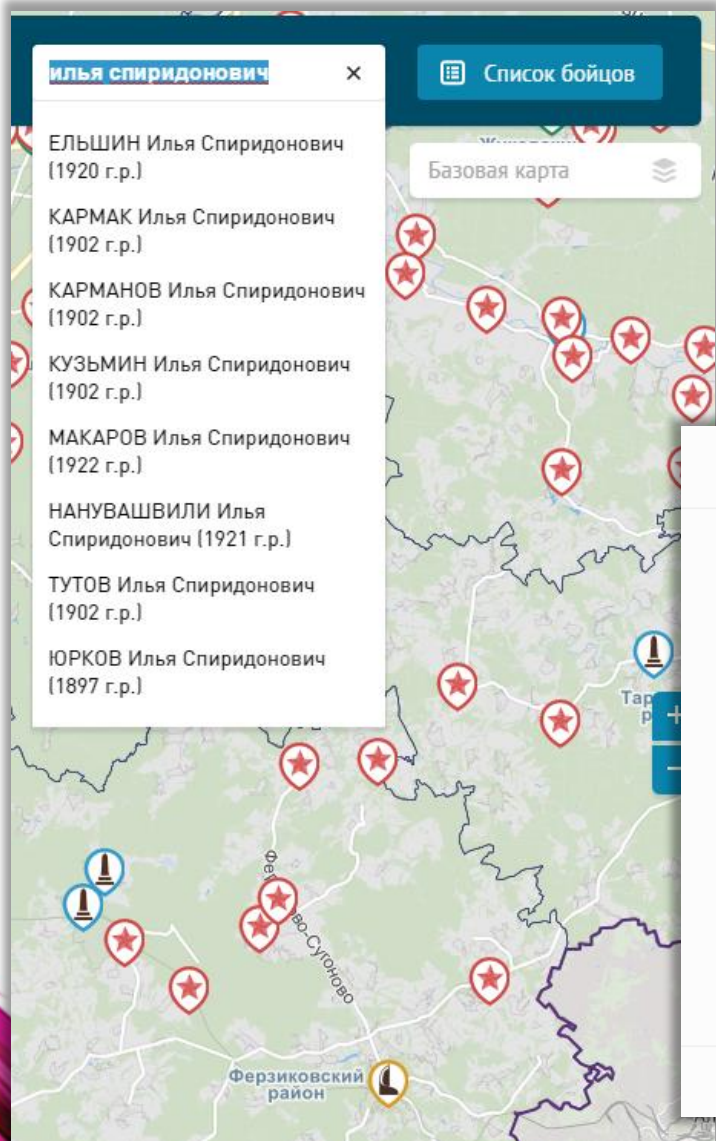 илья спиридонович
×
Список бойцов
Базовая карта
ЕЛЬШИН Илья Спиридонович
(1920 г.р.)
КАРМАК Илья Спиридонович
(1902 г.р.)
КАРМАНОВ Илья Спиридонович
(1902 г.р.)
КУЗЬМИН Илья Спиридонович
(1902 г.р.)
МАКАРОВ Илья Спиридонович
(1922 г.р.)
НАНУВАШВИЛИ Илья
Спиридонович (1921 г.р.)
ТУТОВ Илья Спиридонович
(1902 г.р.)
ЮРКОВ Илья Спиридонович
(1897 г.р.)
+
−
Ферзиковский
район